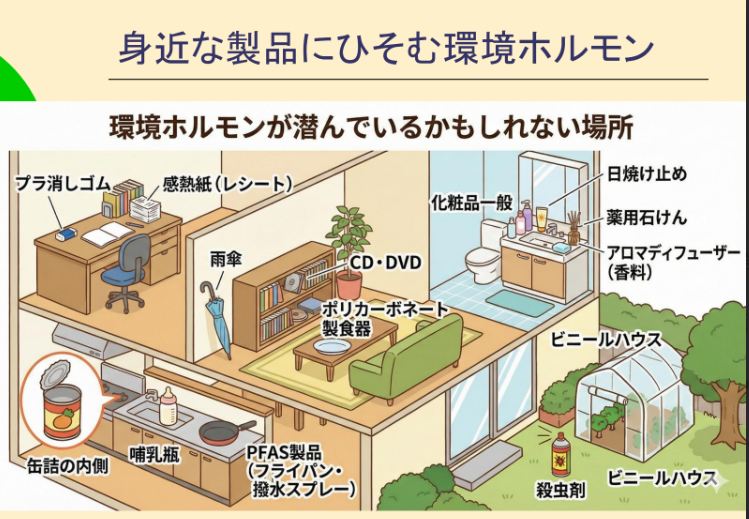 身近な製品にひそむ環境ホルモン
環境ホルモンが潜んでいるかもしれない場所
プラ消しゴム
感熱紙(レシート)
雨傘
CD・DVD
ポリカーボネート
製食器
化粧品一般
日焼け止め
薬用石けん
アロマディフューザー
(香料)
缶詰の内側
哺乳瓶
PFAS製品
(フライパン・
撥水スプレー)
ビニールハウス
殺虫剤
ビニールハウス